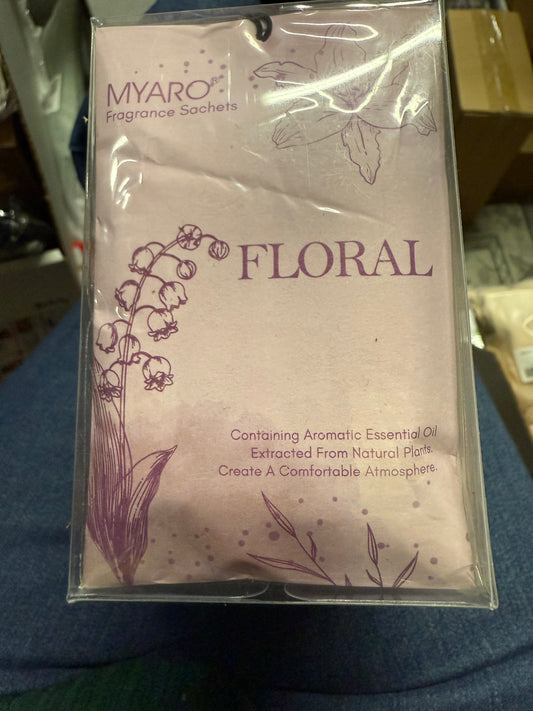 MYARO®
Fragrance Sachets
FLORAL
Containing Aromatic Essential Oil
Extracted From Natural Plants.
Create A Comfortable Atmosphere.